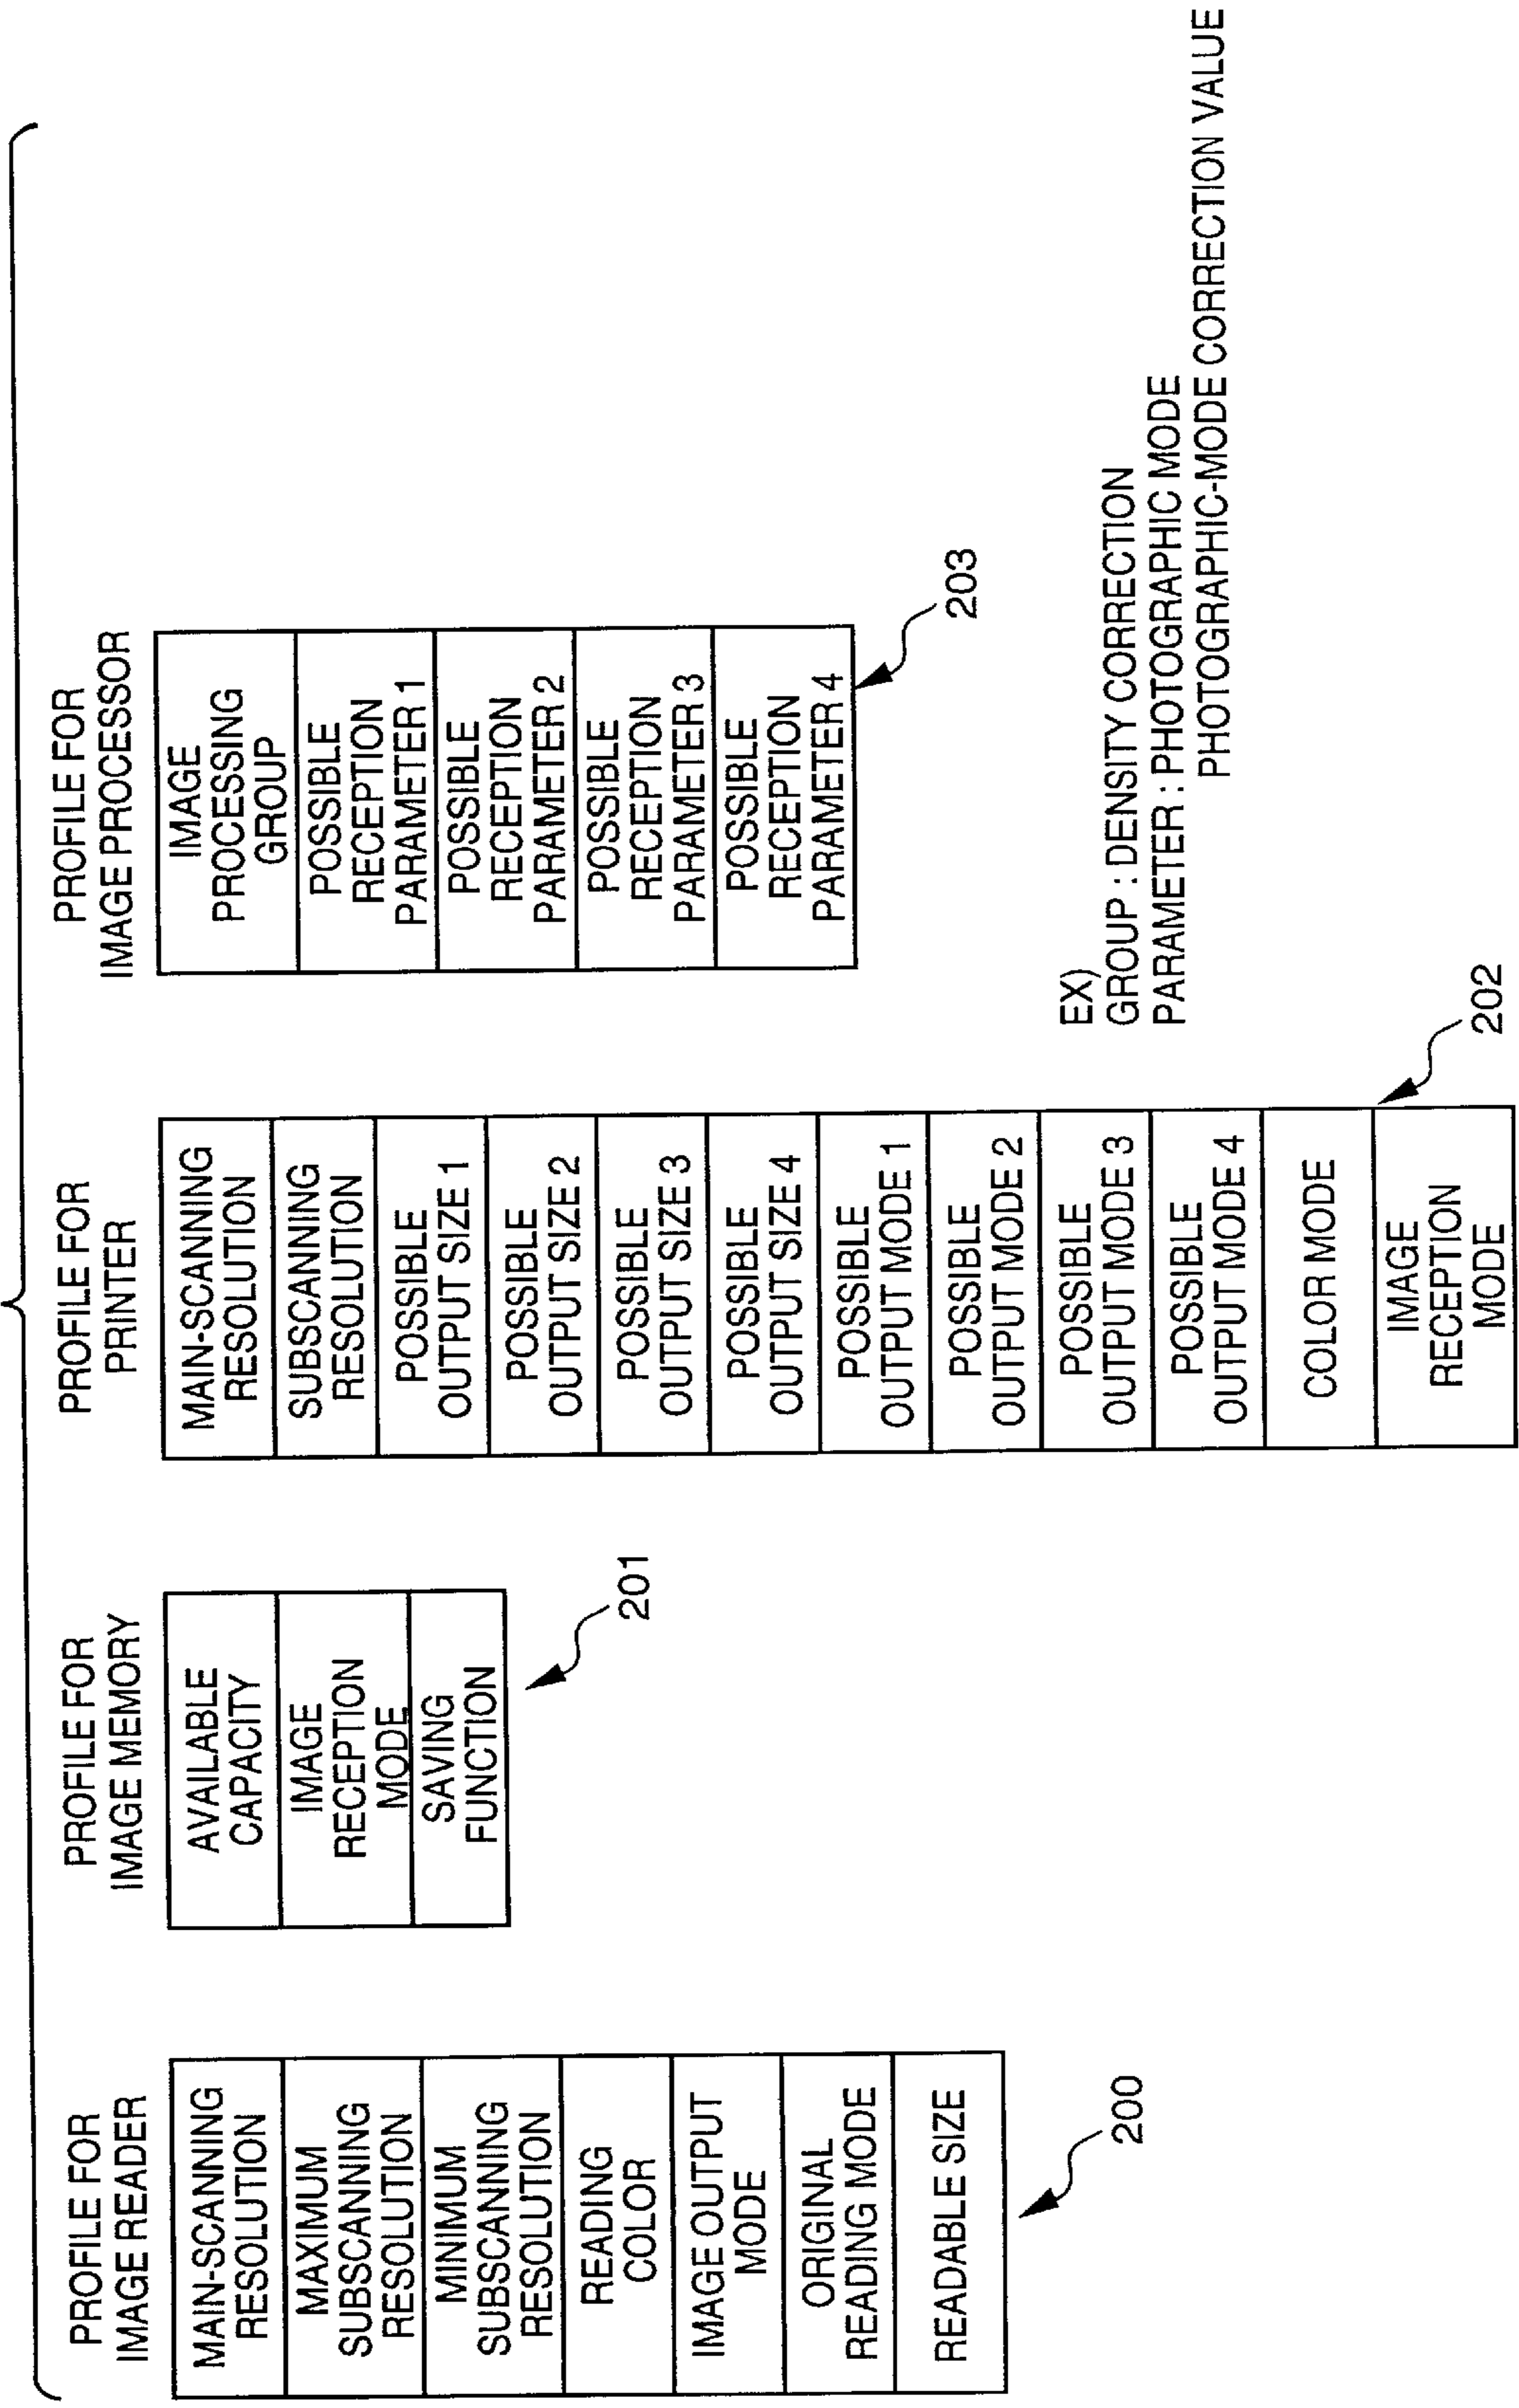 PROFILE FOR
IMAGE READER
MAIN-SCANNING
RESOLUTION
MAXIMUM
SUBSCANNING
RESOLUTION
MINIMUM
SUBSCANNING
RESOLUTION
READING
COLOR
IMAGE OUTPUT
MODE
ORIGINAL
READING MODE
READABLE SIZE
200
PROFILE FOR
IMAGE MEMORY
AVAILABLE
CAPACITY
IMAGE
RECEPTION
MODE
SAVING
FUNCTION
201
PROFILE FOR
PRINTER
MAIN-SCANNING
RESOLUTION
SUBSCANNING
RESOLUTION
POSSIBLE
OUTPUT SIZE 1
POSSIBLE
OUTPUT SIZE 2
POSSIBLE
OUTPUT SIZE 3
POSSIBLE
OUTPUT SIZE 4
POSSIBLE
OUTPUT MODE 1
POSSIBLE
OUTPUT MODE 2
POSSIBLE
OUTPUT MODE 3
POSSIBLE
OUTPUT MODE 4
COLOR MODE
IMAGE
RECEPTION
MODE
202
PROFILE FOR
IMAGE PROCESSOR
IMAGE
PROCESSING
GROUP
POSSIBLE
RECEPTION
PARAMETER 1
POSSIBLE
RECEPTION
PARAMETER 2
POSSIBLE
RECEPTION
PARAMETER 3
POSSIBLE
RECEPTION
PARAMETER 4
203
EX)
GROUP : DENSITY CORRECTION
PARAMETER : PHOTOGRAPHIC MODE
PHOTOGRAPHIC-MODE CORRECTION VALUE